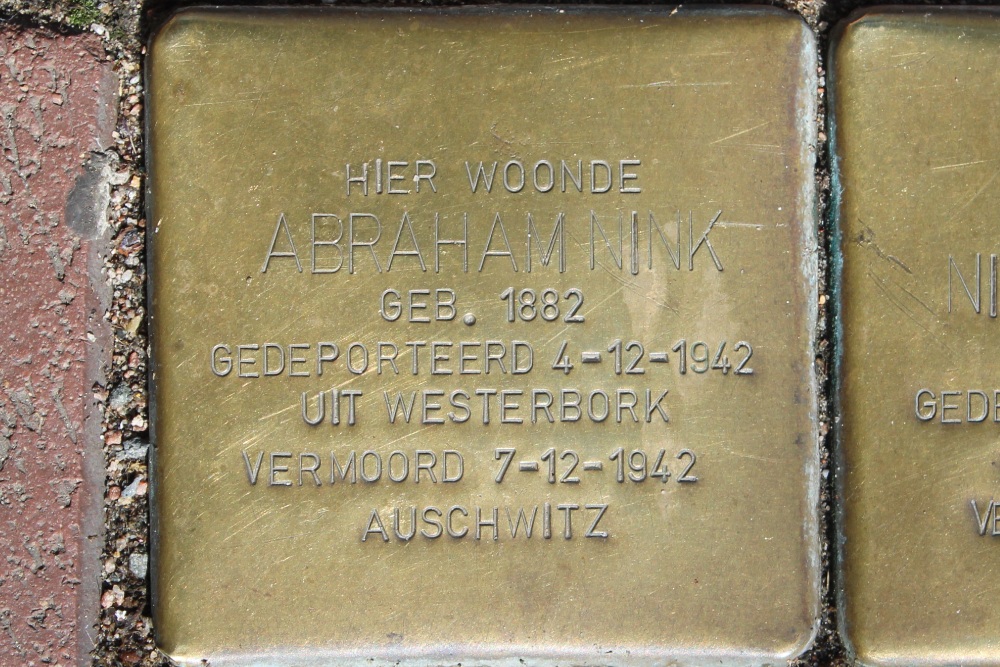 HIER WOONDE
ABRAHAM NINK
GEB. 1882
GEDEPORTEERD 4-12-1942
UIT WESTERBORK
VERMOORD 7-12-1942
AUSCHWITZ